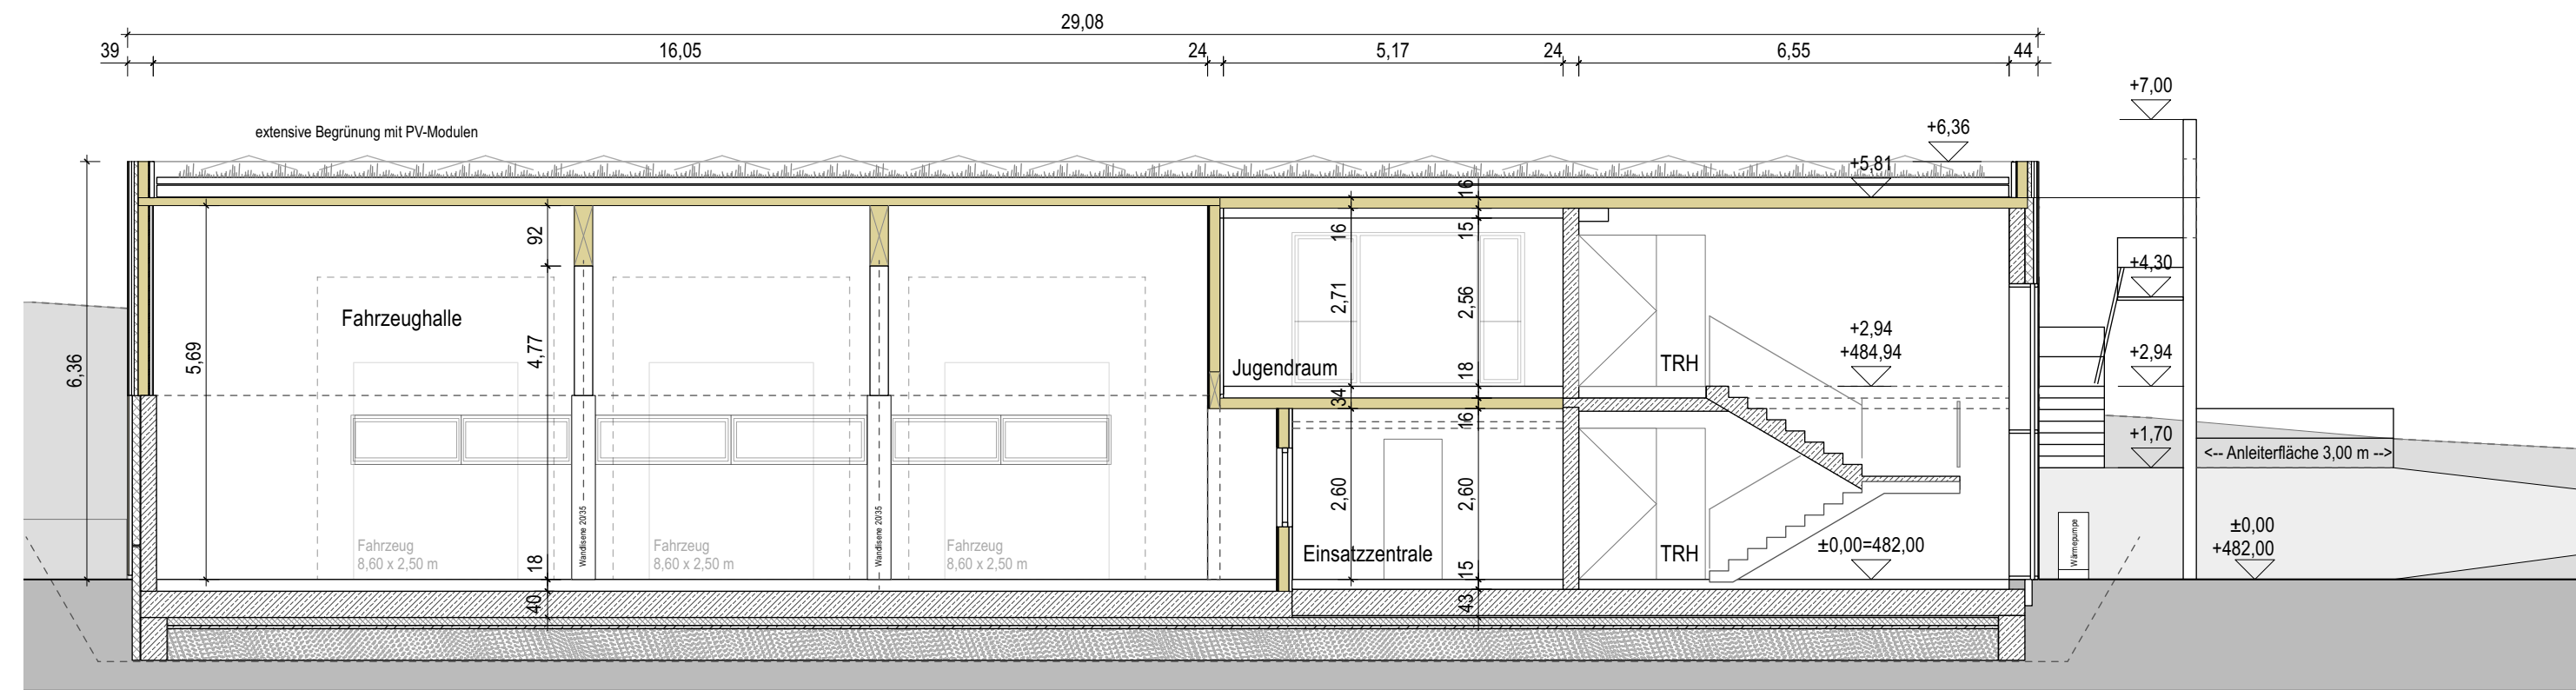 29,08
39
16,05
24
5,17
24
6,55
44
+7,00
extensive Begrünung mit PV-Modulen
+6,36
+5,81
16
92
16
15
+4,30
Fahrzeughalle
2,71
2,56
6,36
5,69
4,77
+2,94
+484,94
+2,94
Jugendraum
TRH
18
34
16
+1,70
<-- Anleiterfläche 3,00 m -->
2,60
2,60
Wandlisene 20/35
Wandlisene 20/35
Fahrzeug
8,60 x 2,50 m
Fahrzeug
8,60 x 2,50 m
Fahrzeug
8,60 x 2,50 m
Einsatzzentrale
TRH
±0,00=482,00
Wärmepumpe
±0,00
+482,00
18
15
40
43